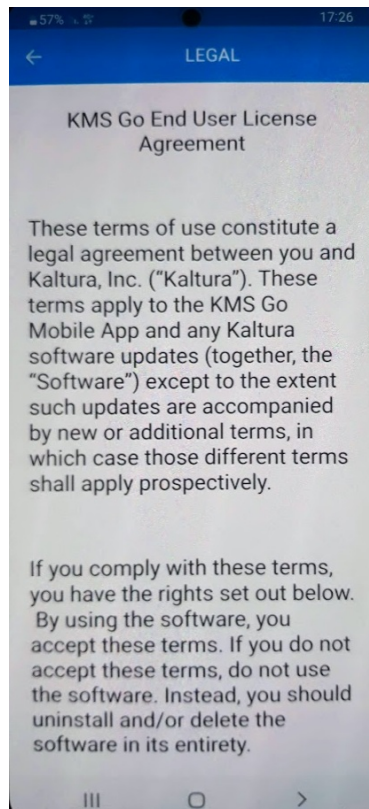 57% 17:26
LEGAL
KMS Go End User License
Agreement
These terms of use constitute a
legal agreement between you and
Kaltura, Inc. (“Kaltura”). These
terms apply to the KMS Go
Mobile App and any Kaltura
software updates (together, the
“Software”) except to the extent
such updates are accompanied
by new or additional terms, in
which case those different terms
shall apply prospectively.
If you comply with these terms,
you have the rights set out below.
By using the software, you
accept these terms. If you do not
accept these terms, do not use
the software. Instead, you should
uninstall and/or delete the
software in its entirety.